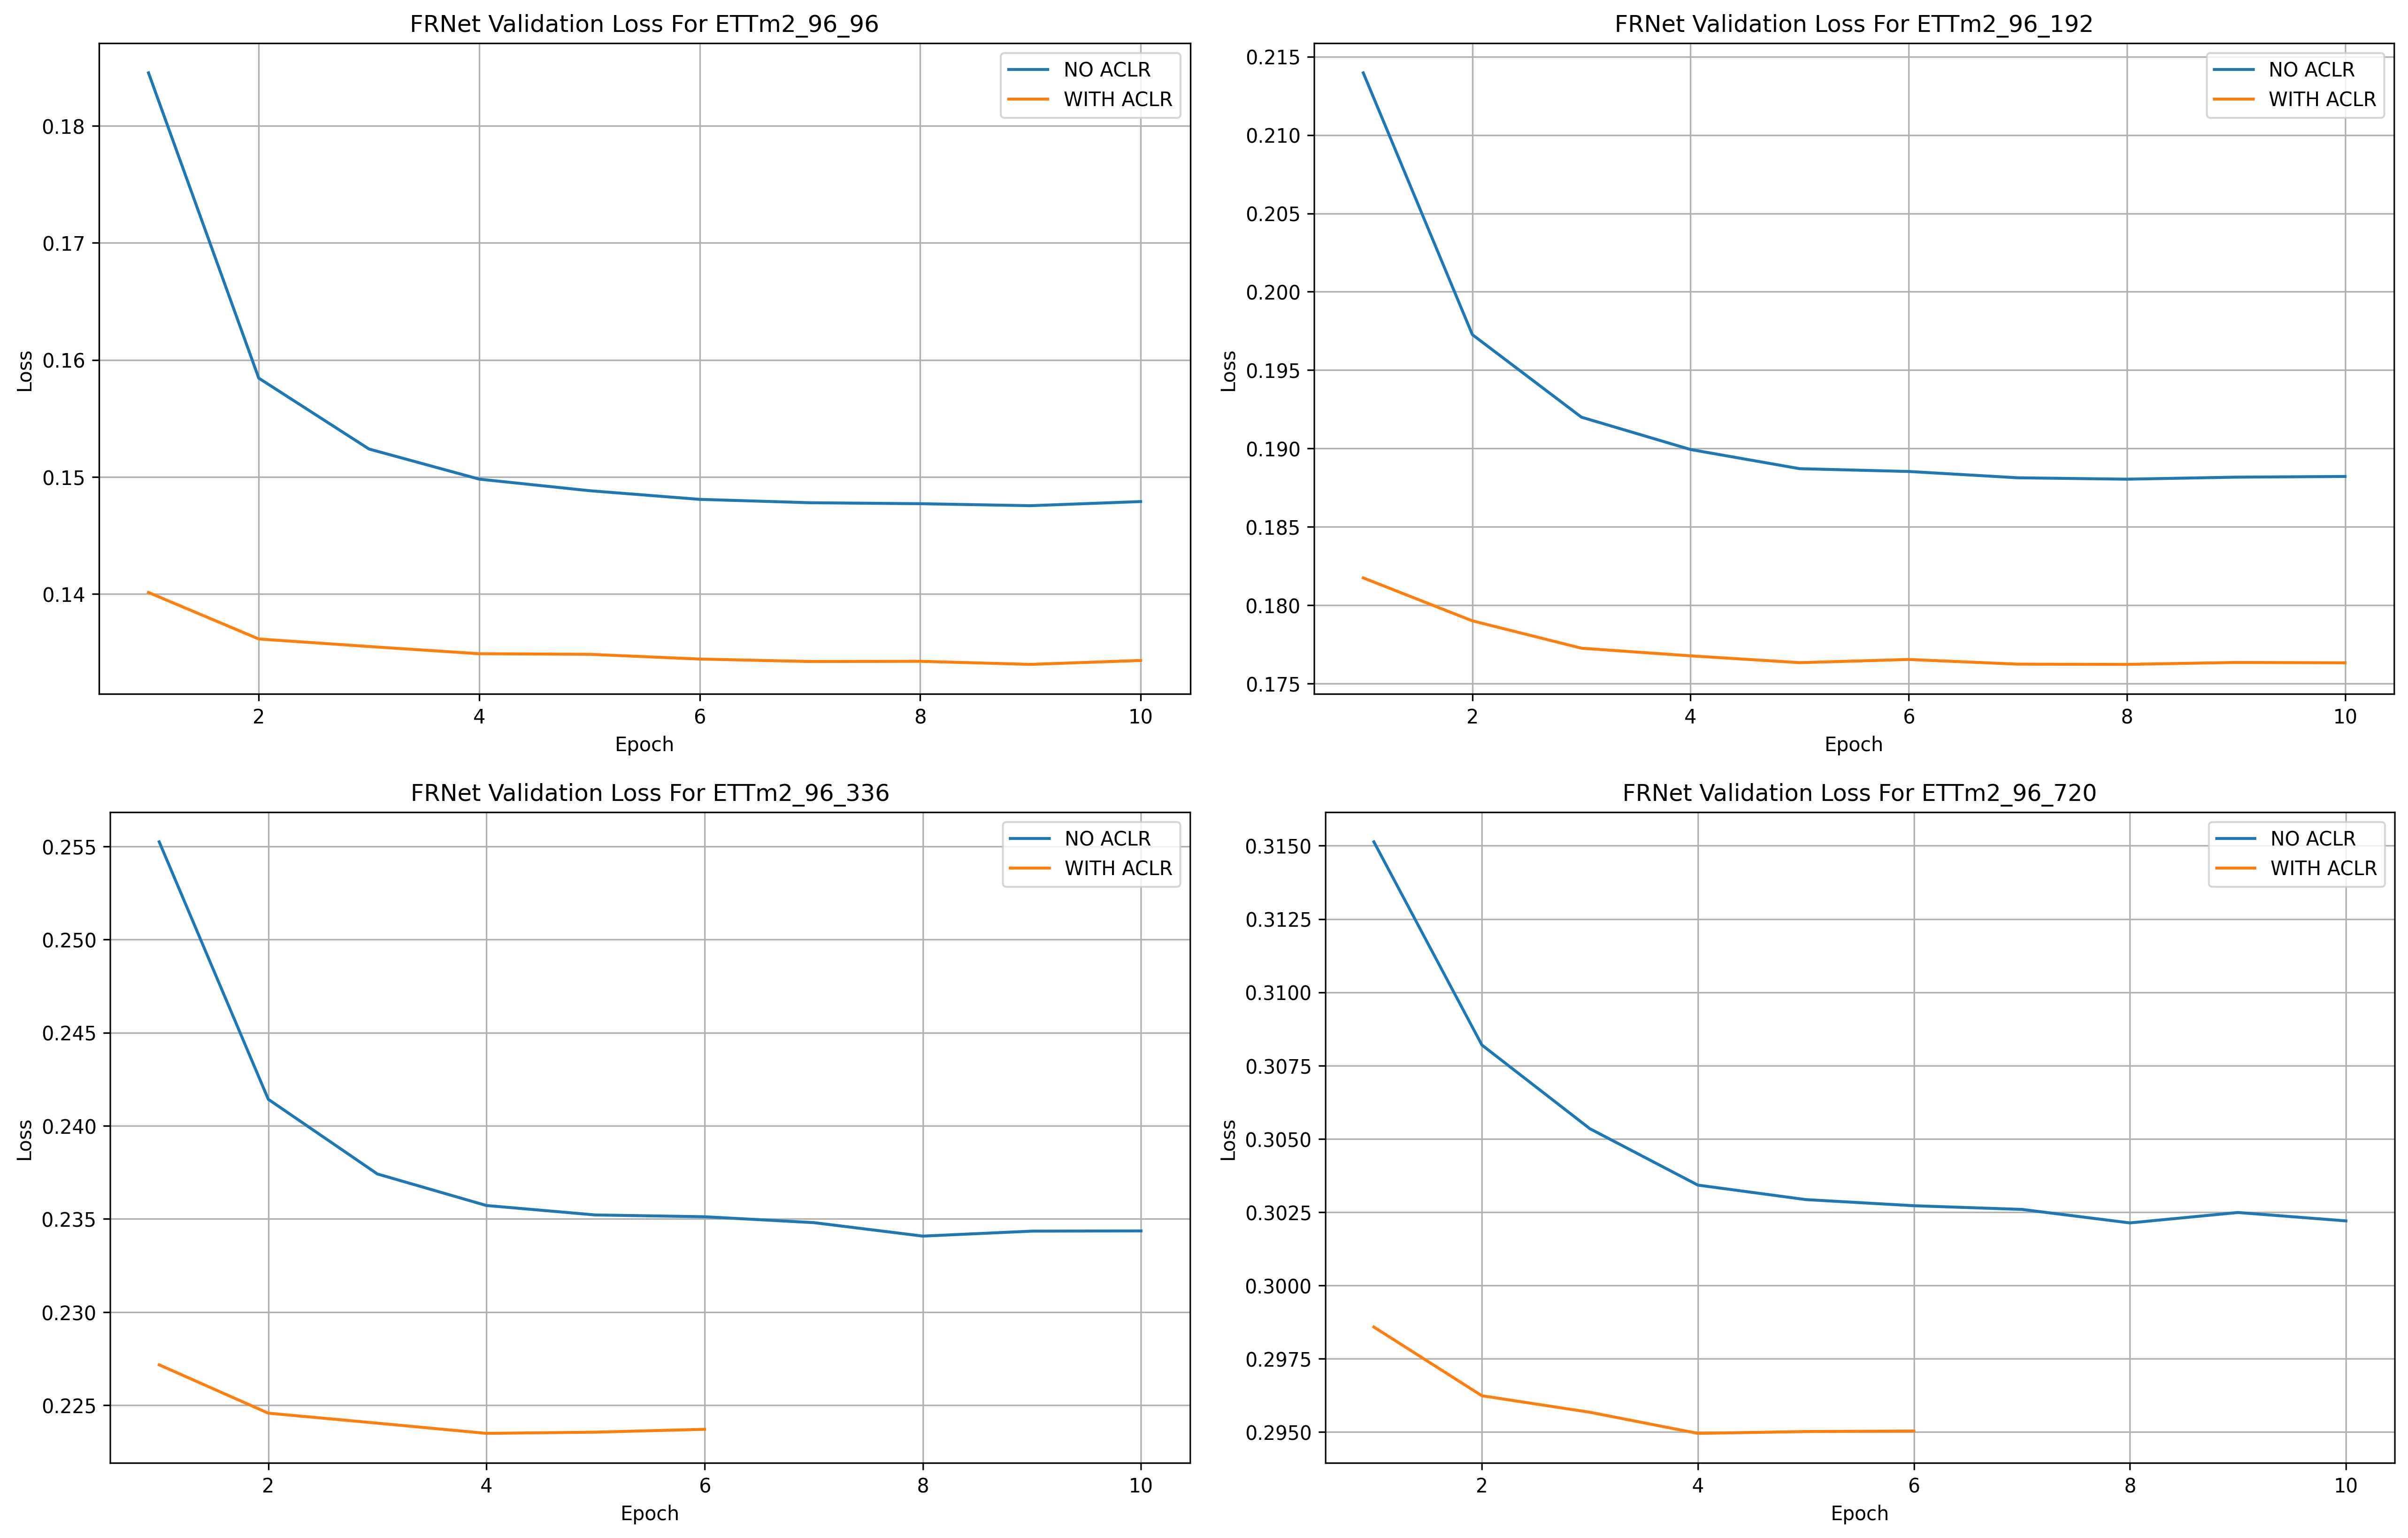 FRNet Validation Loss For ETTm2_96_96
NO ACLR
WITH ACLR
0.18
0.17
0.16
0.15
0.14
Loss
2 4 6 8 10
Epoch
FRNet Validation Loss For ETTm2_96_192
NO ACLR
WITH ACLR
0.215
0.210
0.205
0.200
0.195
0.190
0.185
0.180
0.175
Loss
2 4 6 8 10
Epoch
FRNet Validation Loss For ETTm2_96_336
NO ACLR
WITH ACLR
0.255
0.250
0.245
0.240
0.235
0.230
0.225
Loss
2 4 6 8 10
Epoch
FRNet Validation Loss For ETTm2_96_720
NO ACLR
WITH ACLR
0.3150
0.3125
0.3100
0.3075
0.3050
0.3025
0.3000
0.2975
0.2950
Loss
2 4 6 8 10
Epoch